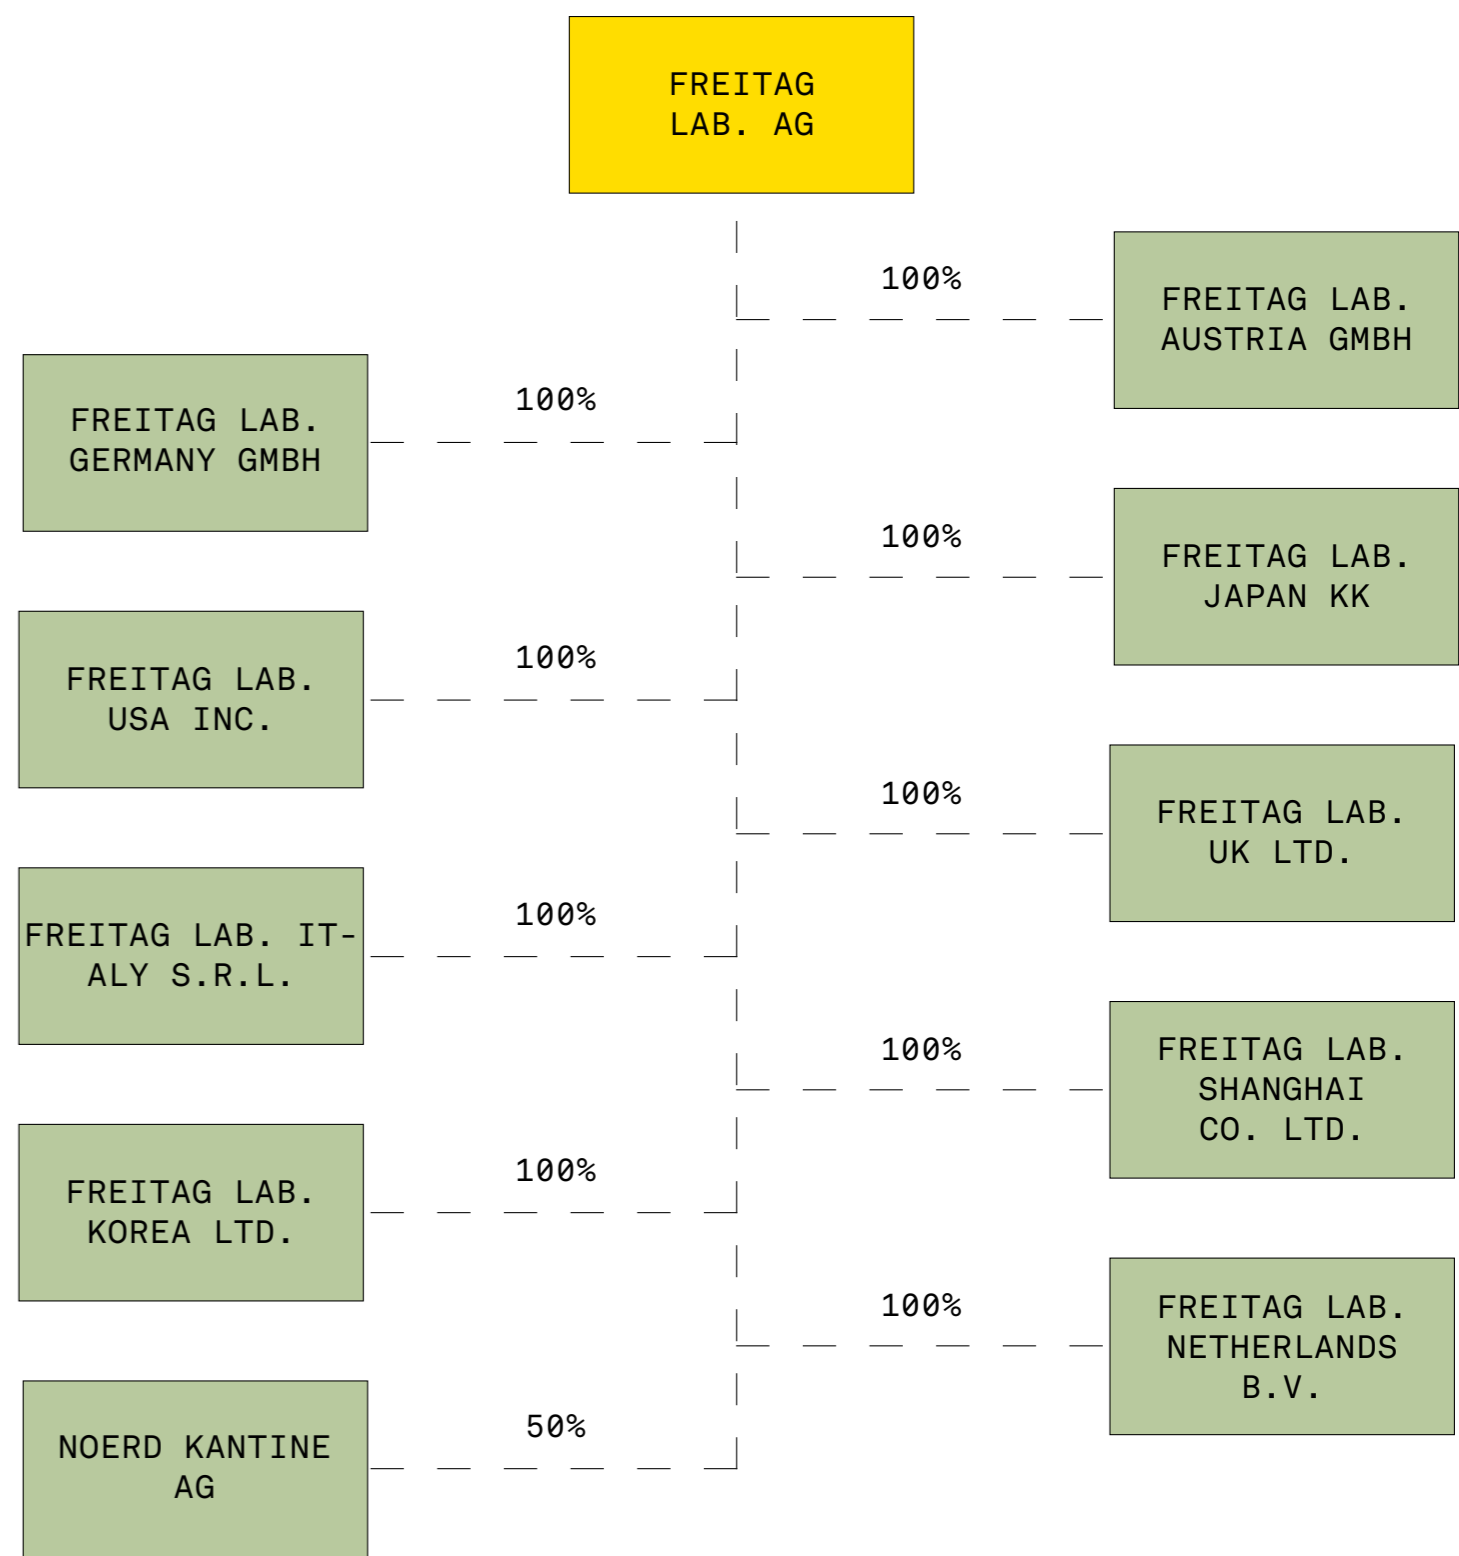 FREITAG
LAB. AG
100%
FREITAG LAB.
AUSTRIA GMBH
100%
FREITAG LAB.
GERMANY GMBH
100%
FREITAG LAB.
JAPAN KK
100%
FREITAG LAB.
USA INC.
100%
FREITAG LAB.
UK LTD.
100%
FREITAG LAB. IT-
ALY S.R.L.
100%
FREITAG LAB.
SHANGHAI
CO. LTD.
100%
FREITAG LAB.
KOREA LTD.
100%
FREITAG LAB.
NETHERLANDS
B.V.
50%
NOERD KANTINE
AG